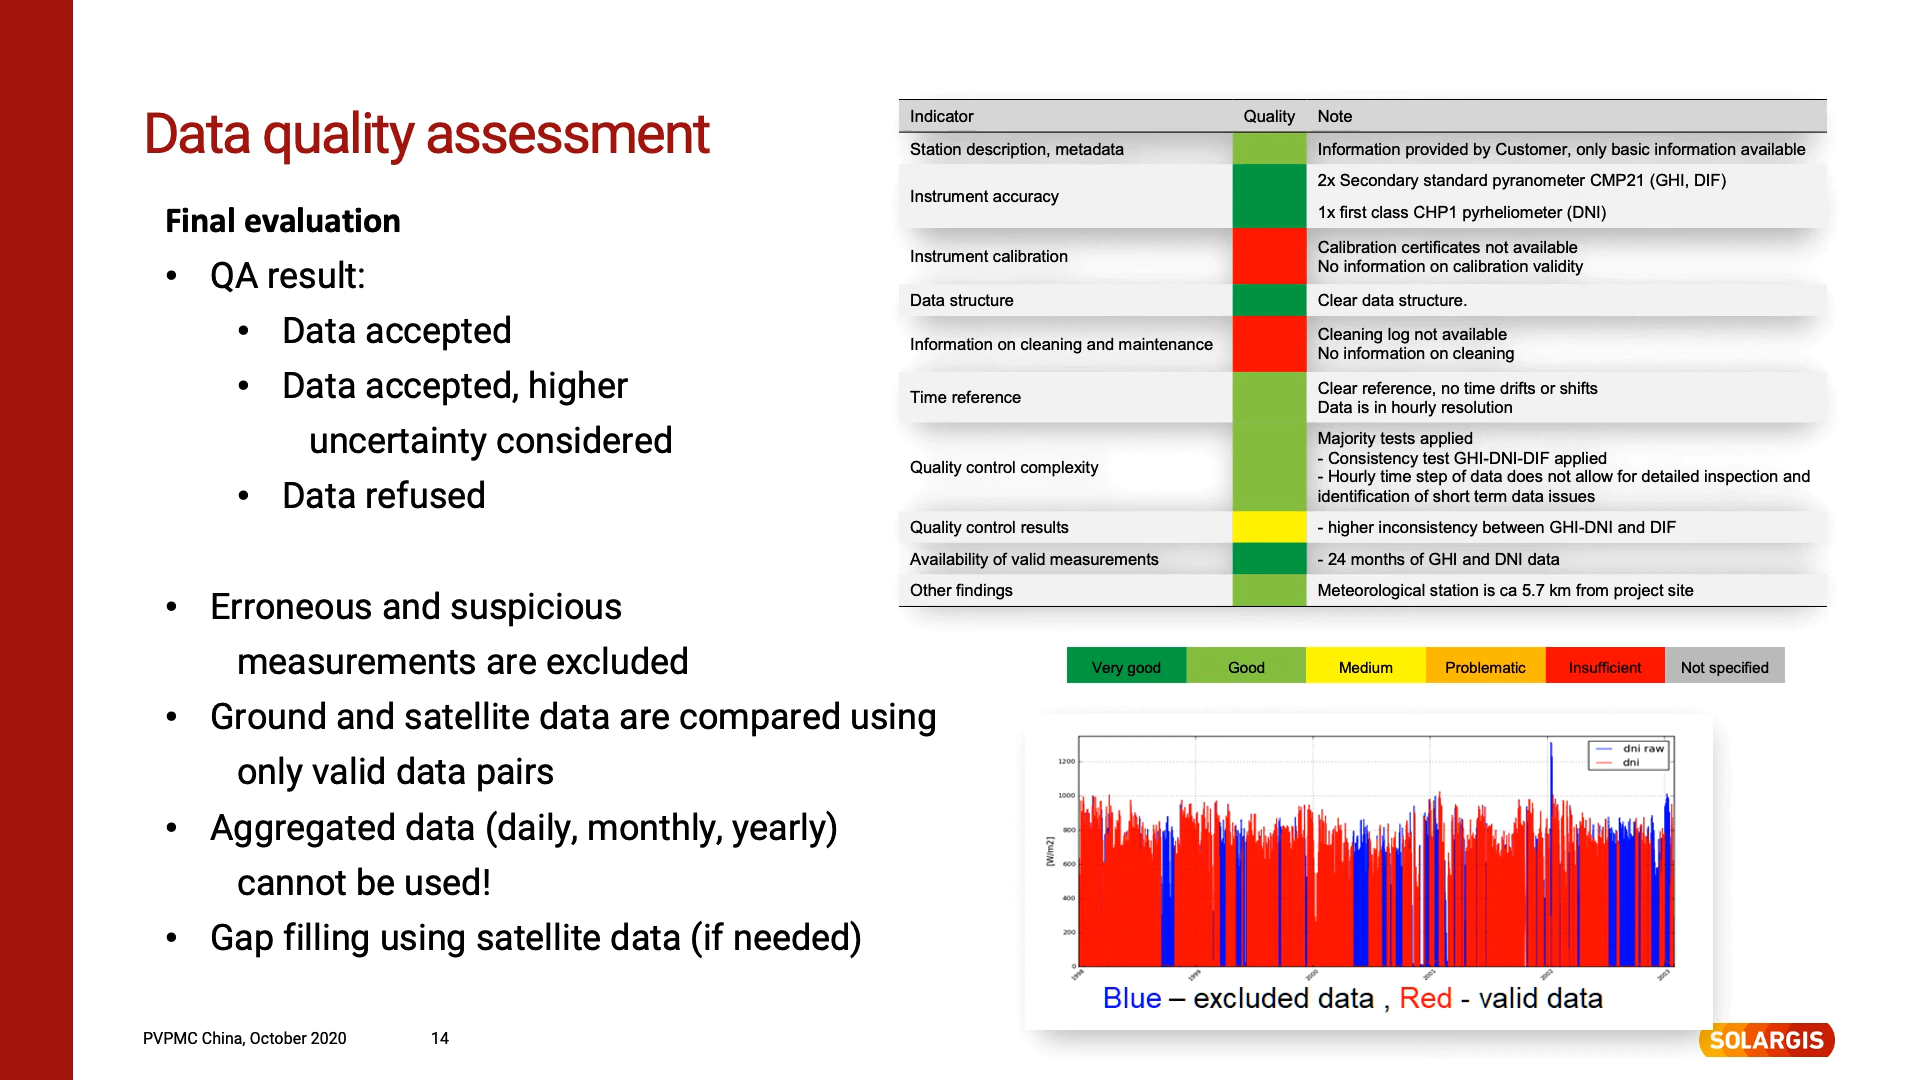 Data quality assessment
Final evaluation
• QA result:
• Data accepted
• Data accepted, higher
uncertainty considered
• Data refused
• Erroneous and suspicious
measurements are excluded
• Ground and satellite data are compared using
only valid data pairs
• Aggregated data (daily, monthly, yearly)
cannot be used!
• Gap filling using satellite data (if needed)
Indicator Quality Note
Station description, metadata Information provided by Customer, only basic information available
Instrument accuracy
2x Secondary standard pyranometer CMP21 (GHI, DIF)
1x first class CHP1 pyrheliometer (DNI)
Instrument calibration
Calibration certificates not available
No information on calibration validity
Data structure Clear data structure.
Information on cleaning and maintenance
Cleaning log not available
No information on cleaning
Time reference
Clear reference, no time drifts or shifts
Data is in hourly resolution
Quality control complexity
Majority tests applied
- Consistency test GHI-DNI-DIF applied
- Hourly time step of data does not allow for detailed inspection and
identification of short term data issues
Quality control results - higher inconsistency between GHI-DNI and DIF
Availability of valid measurements - 24 months of GHI and DNI data
Other findings Meteorological station is ca 5.7 km from project site
Very good Good Medium Problematic Insufficient Not specified
dni raw
dni
[W/m2]
1200
1000
800
600
400
200
0
1998 1999 2000 2001 2002 2003
Blue – excluded data , Red - valid data
PVPMC China, October 2020 14
SOLARGIS